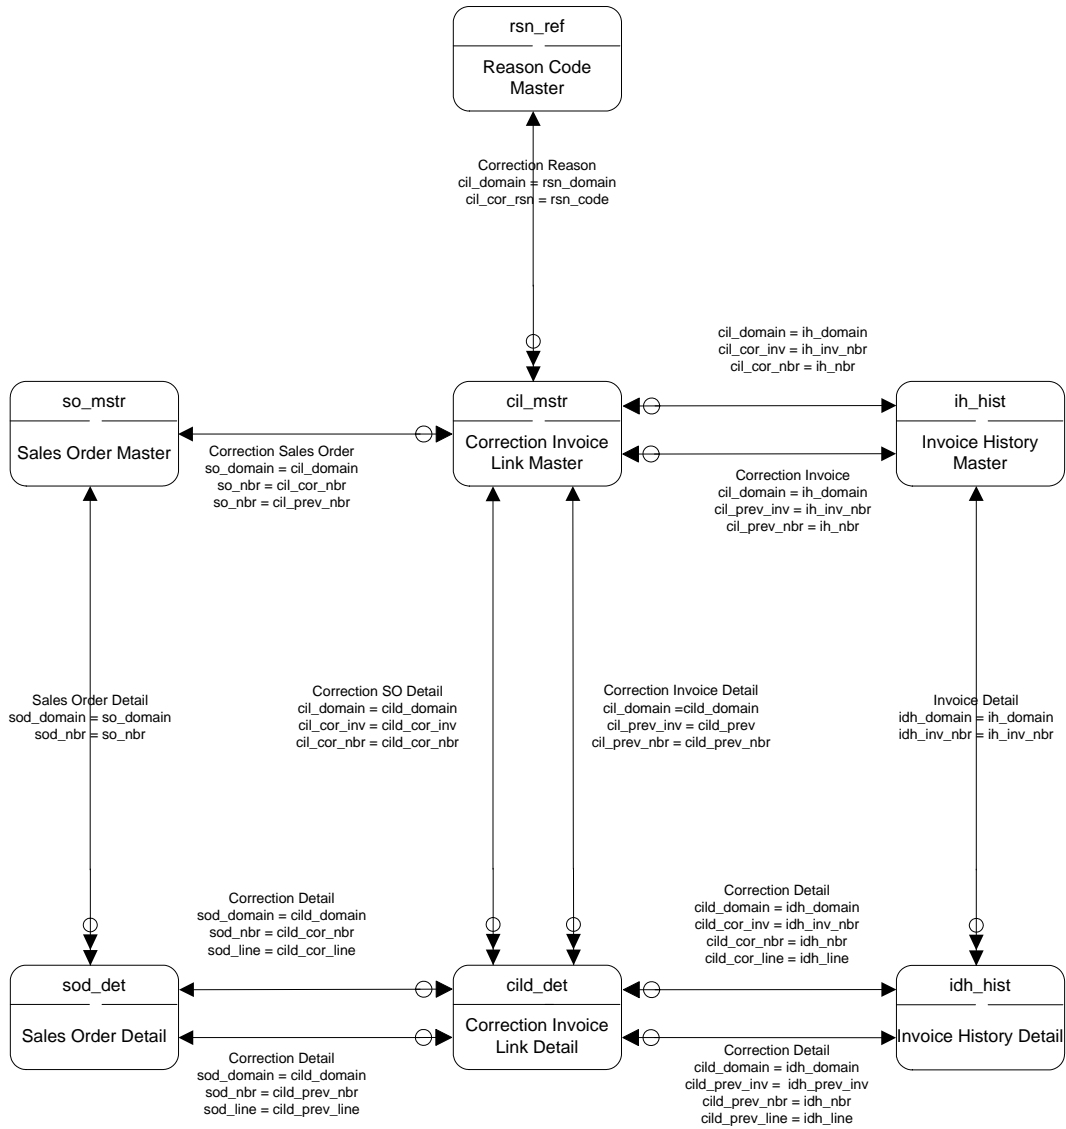 rsn_ref
Reason Code
Master
Correction Reason
cil_domain = rsn_domain
cil_cor_rsn = rsn_code
cil_domain = ih_domain
cil_cor_inv = ih_inv_nbr
cil_cor_nbr = ih_nbr
so_mstr
Sales Order Master
cil_mstr
Correction Invoice
Link Master
ih_hist
Invoice History
Master
Correction Sales Order
so_domain = cil_domain
so_nbr = cil_cor_nbr
so_nbr = cil_prev_nbr
Correction Invoice
cil_domain = ih_domain
cil_prev_inv = ih_inv_nbr
cil_prev_nbr = ih_nbr
Sales Order Detail
sod_domain = so_domain
sod_nbr = so_nbr
Correction SO Detail
cil_domain = cild_domain
cil_cor_inv = cild_cor_inv
cil_cor_nbr = cild_cor_nbr
Correction Invoice Detail
cil_domain =cild_domain
cil_prev_inv = cild_prev
cil_prev_nbr = cild_prev_nbr
Invoice Detail
idh_domain = ih_domain
idh_inv_nbr = ih_inv_nbr
Correction Detail
sod_domain = cild_domain
sod_nbr = cild_cor_nbr
sod_line = cild_cor_line
Correction Detail
cild_domain = idh_domain
cild_cor_inv = idh_inv_nbr
cild_cor_nbr = idh_nbr
cild_cor_line = idh_line
sod_det
Sales Order Detail
cild_det
Correction Invoice
Link Detail
idh_hist
Invoice History Detail
Correction Detail
sod_domain = cild_domain
sod_nbr = cild_prev_nbr
sod_line = cild_prev_line
Correction Detail
cild_domain = idh_domain
cild_prev_inv =  idh_prev_inv
cild_prev_nbr = idh_nbr
cild_prev_line = idh_line